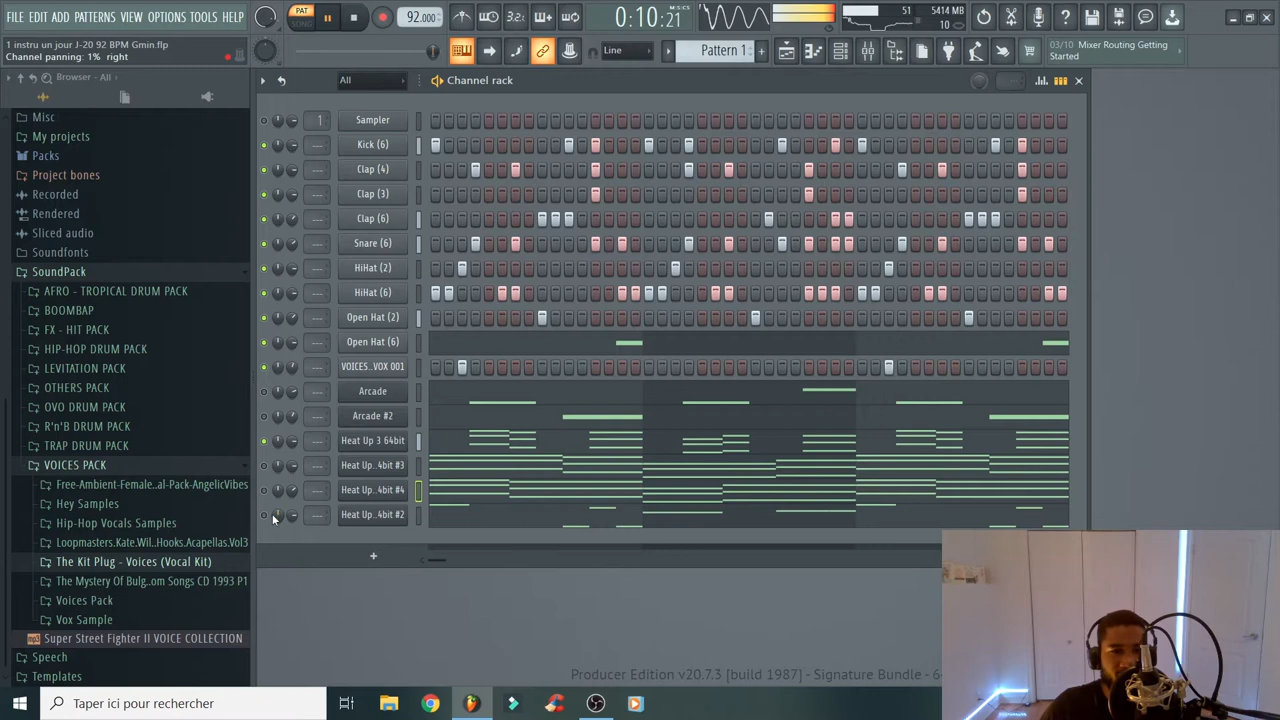 FILE EDIT ADD PATTERNS VIEW OPTIONS TOOLS HELP
PAT
SONG
92.000
3.2
0:10:21
51
5414 MB
10
1 instru un jour J-20 92 BPM Gmin.flp
Channel panning: 1% right
Line
Pattern 1
03/10 Mixer Routing Getting
Started
Browser - All
All
Channel rack
Misc
My projects
Packs
Project bones
Recorded
Rendered
Sliced audio
Soundfonts
SoundPack
AFRO - TROPICAL DRUM PACK
BOOMBAP
FX - HIT PACK
HIP-HOP DRUM PACK
LEVITATION PACK
OTHERS PACK
OVO DRUM PACK
R'n'B DRUM PACK
TRAP DRUM PACK
VOICES PACK
Free-Ambient-Female..al-Pack-AngelicVibes
Hey Samples
Hip-Hop Vocals Samples
Loopmasters.Kate.Wil..Hooks.Acapellas.Vol3
The Kit Plug - Voices (Vocal Kit)
The Mystery Of Bulg..om Songs CD 1993 P1
Voices Pack
Vox Sample
Super Street Fighter II VOICE COLLECTION
Speech
Templates
1
Sampler
Kick (6)
Clap (4)
Clap (3)
Clap (6)
Snare (6)
HiHat (2)
HiHat (6)
Open Hat (2)
Open Hat (6)
VOICES..VOX 001
Arcade
Arcade #2
Heat Up 3 64bit
Heat Up..4bit #3
Heat Up..4bit #4
Heat Up..4bit #2
Producer Edition v20.7.3 [build 1987] - Signature Bundle - 6
Taper ici pour rechercher